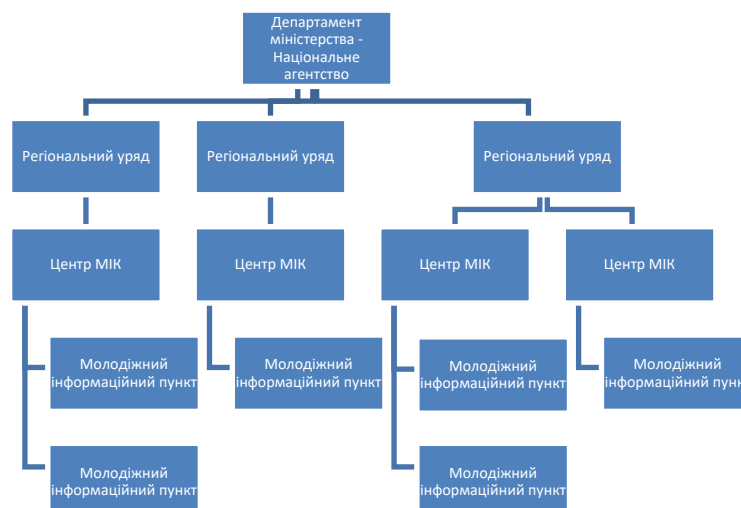 Департамент
міністерства -
Національне
агентство
Регіональний уряд
Регіональний уряд
Регіональний уряд
Центр МІК
Центр МІК
Центр МІК
Центр МІК
Молодіжний
інформаційний пункт
Молодіжний
інформаційний пункт
Молодіжний
інформаційний пункт
Молодіжний
інформаційний пункт
Молодіжний
інформаційний пункт
Молодіжний
інформаційний пункт